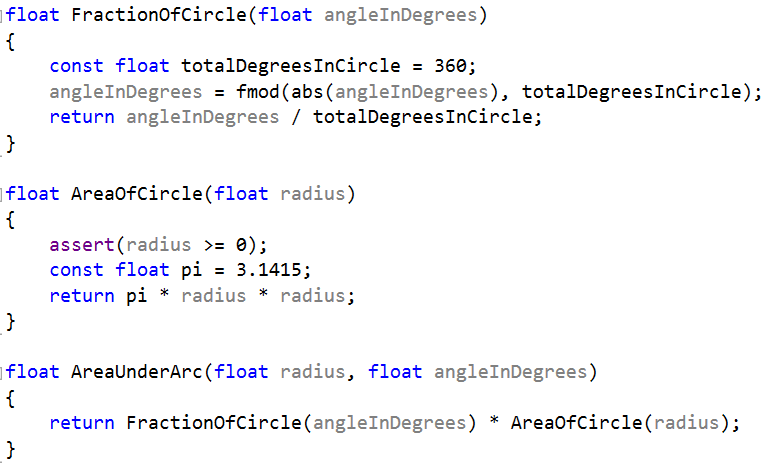 float FractionOfCircle(float angleInDegrees)
{
    const float totalDegreesInCircle = 360;
    angleInDegrees = fmod(abs(angleInDegrees), totalDegreesInCircle);
    return angleInDegrees / totalDegreesInCircle;
}

float AreaOfCircle(float radius)
{
    assert(radius >= 0);
    const float pi = 3.1415;
    return pi * radius * radius;
}

float AreaUnderArc(float radius, float angleInDegrees)
{
    return FractionOfCircle(angleInDegrees) * AreaOfCircle(radius);
}